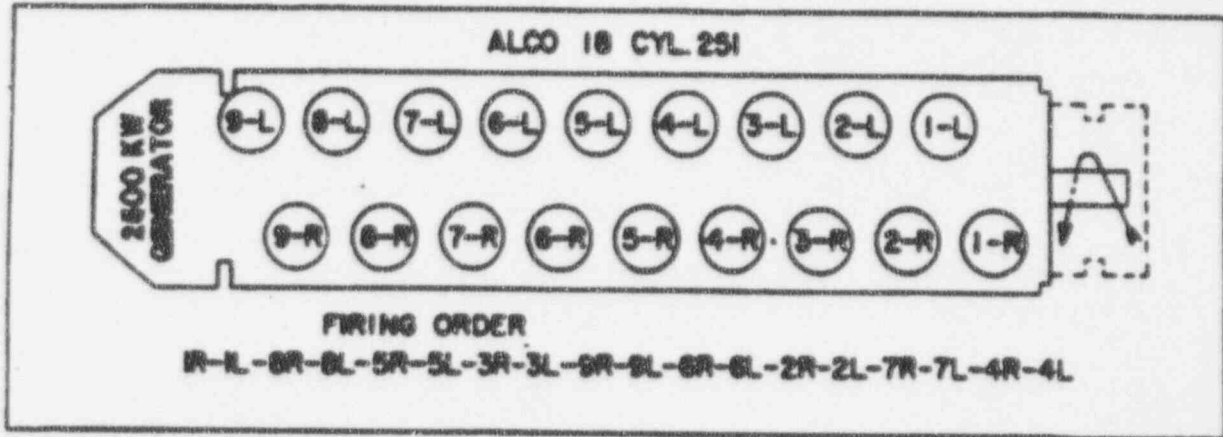 ALCO 18 CYL. 251
KW
GENERATOR
9-L 8-L 7-L 6-L 5-L 4-L 3-L 2-L 1-L
9-R 8-R 7-R 6-R 5-R 4-R 3-R 2-R 1-R
FIRING ORDER
1R-1L-8R-8L-5R-5L-3R-3L-9R-9L-6R-6L-2R-2L-7R-7L-4R-4L